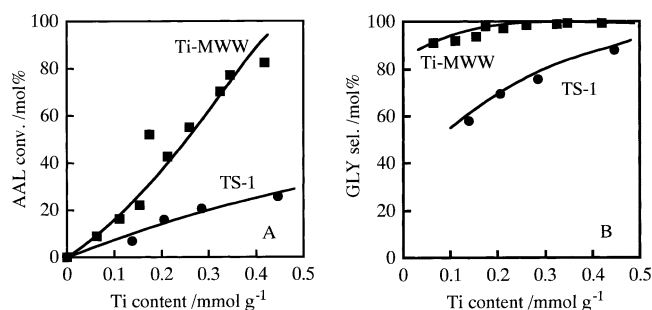 100
80
60
40
20
0
AAL conv. /mol%
Ti-MWW
TS-1
A
0
0.1
0.2
0.3
0.4
0.5
Ti content /mmol g⁻¹
100
80
60
40
20
0
GLY sel. /mol%
Ti-MWW
TS-1
B
0
0.1
0.2
0.3
0.4
0.5
Ti content /mmol g⁻¹